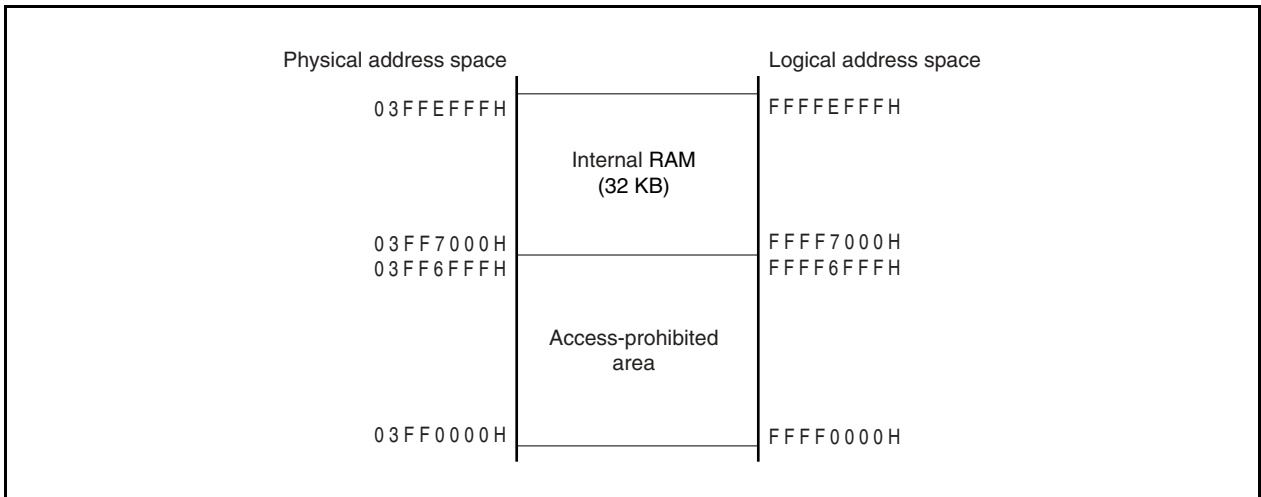 Physical address space
Logical address space
03FFEFFFH
FFFFEFFFH
Internal RAM
(32 KB)
03FF7000H
FFFF7000H
03FF6FFFH
FFFF6FFFH
Access-prohibited
area
03FF0000H
FFFF0000H